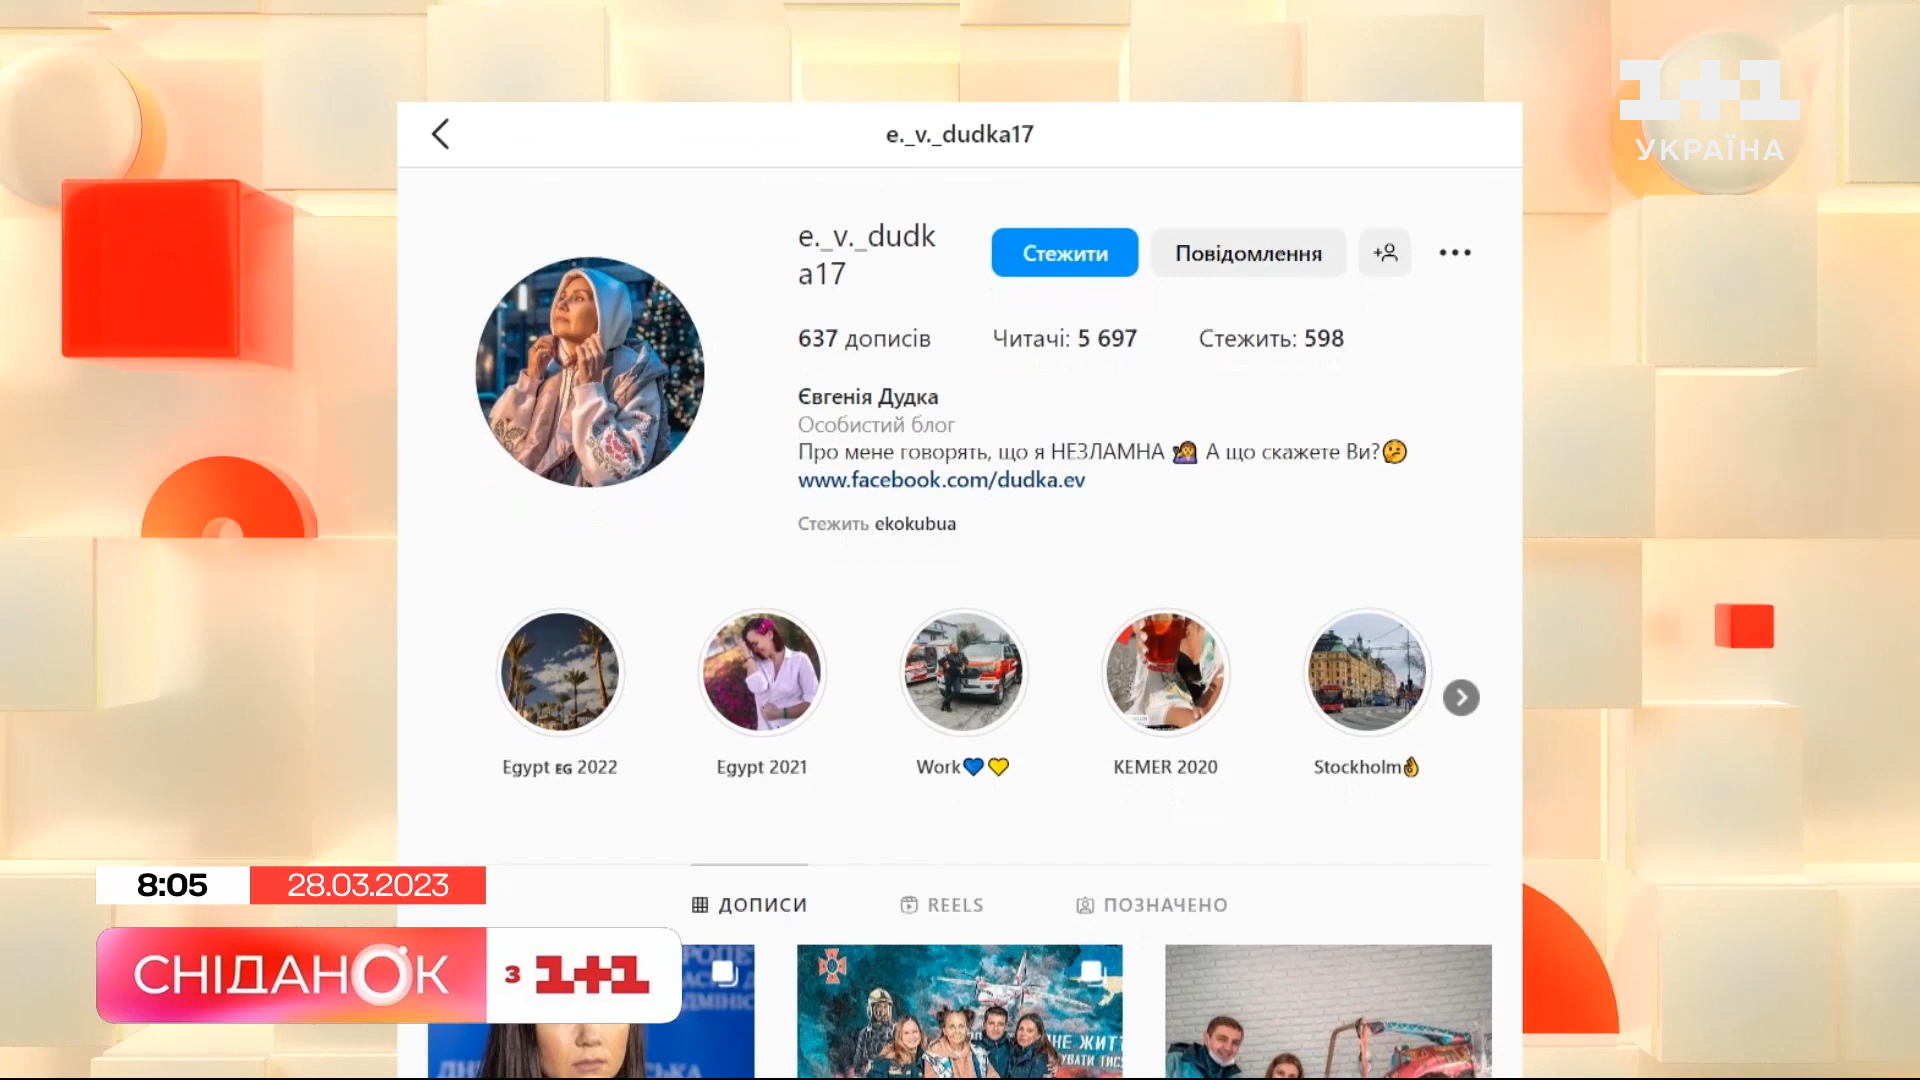 1+1
УКРАЇНА
e._v._dudka17
e._v._dudk
a17
Стежити
Повідомлення
637 дописів
Читачі: 5 697
Стежить: 598
Євгенія Дудка
Особистий блог
Про мене говорять, що я НЕЗЛАМНА 🙍‍♀️ А що скажете Ви?🤔
www.facebook.com/dudka.ev
Стежить ekokubua
Egypt EG 2022
Egypt 2021
Work💙💛
KEMER 2020
Stockholm👌
ДОПИСИ
REELS
ПОЗНАЧЕНО
8:05
28.03.2023
СНІДАНОК
з 1+1